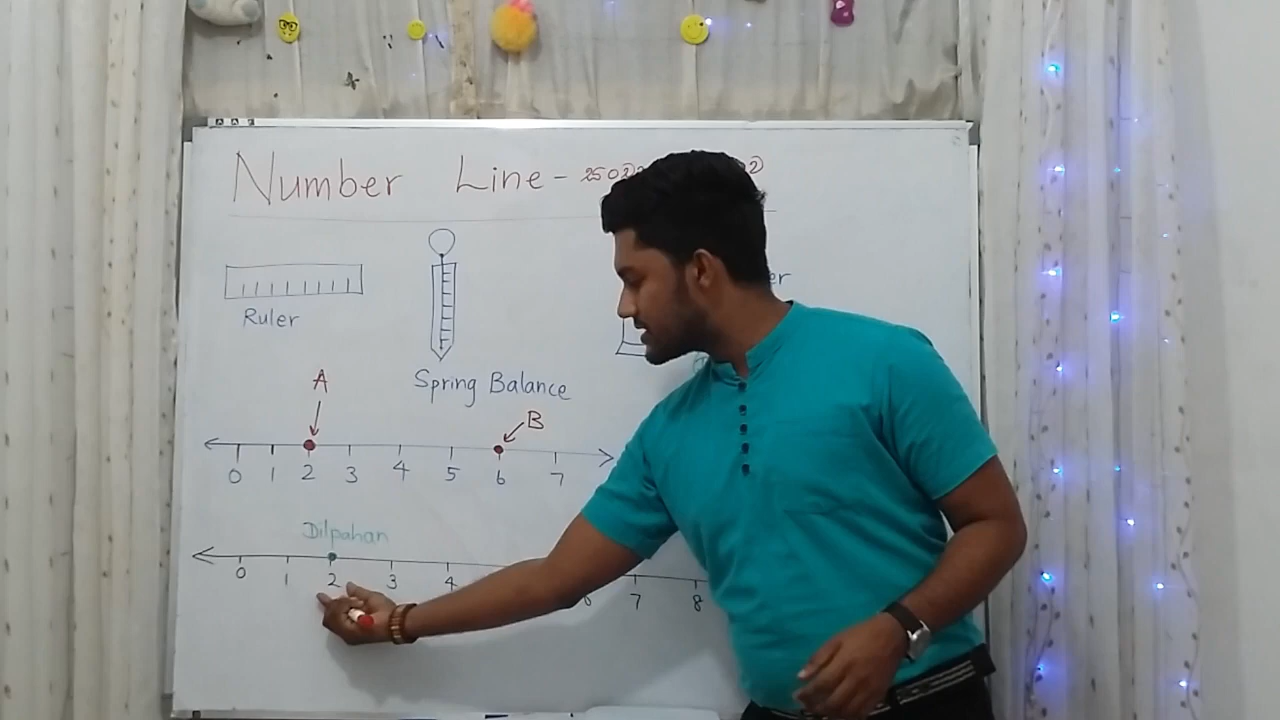 Number Line -
Ruler
Spring Balance
A
B
0 1 2 3 4 5 6 7
Dilpahan
0 1 2 3 4 7 8